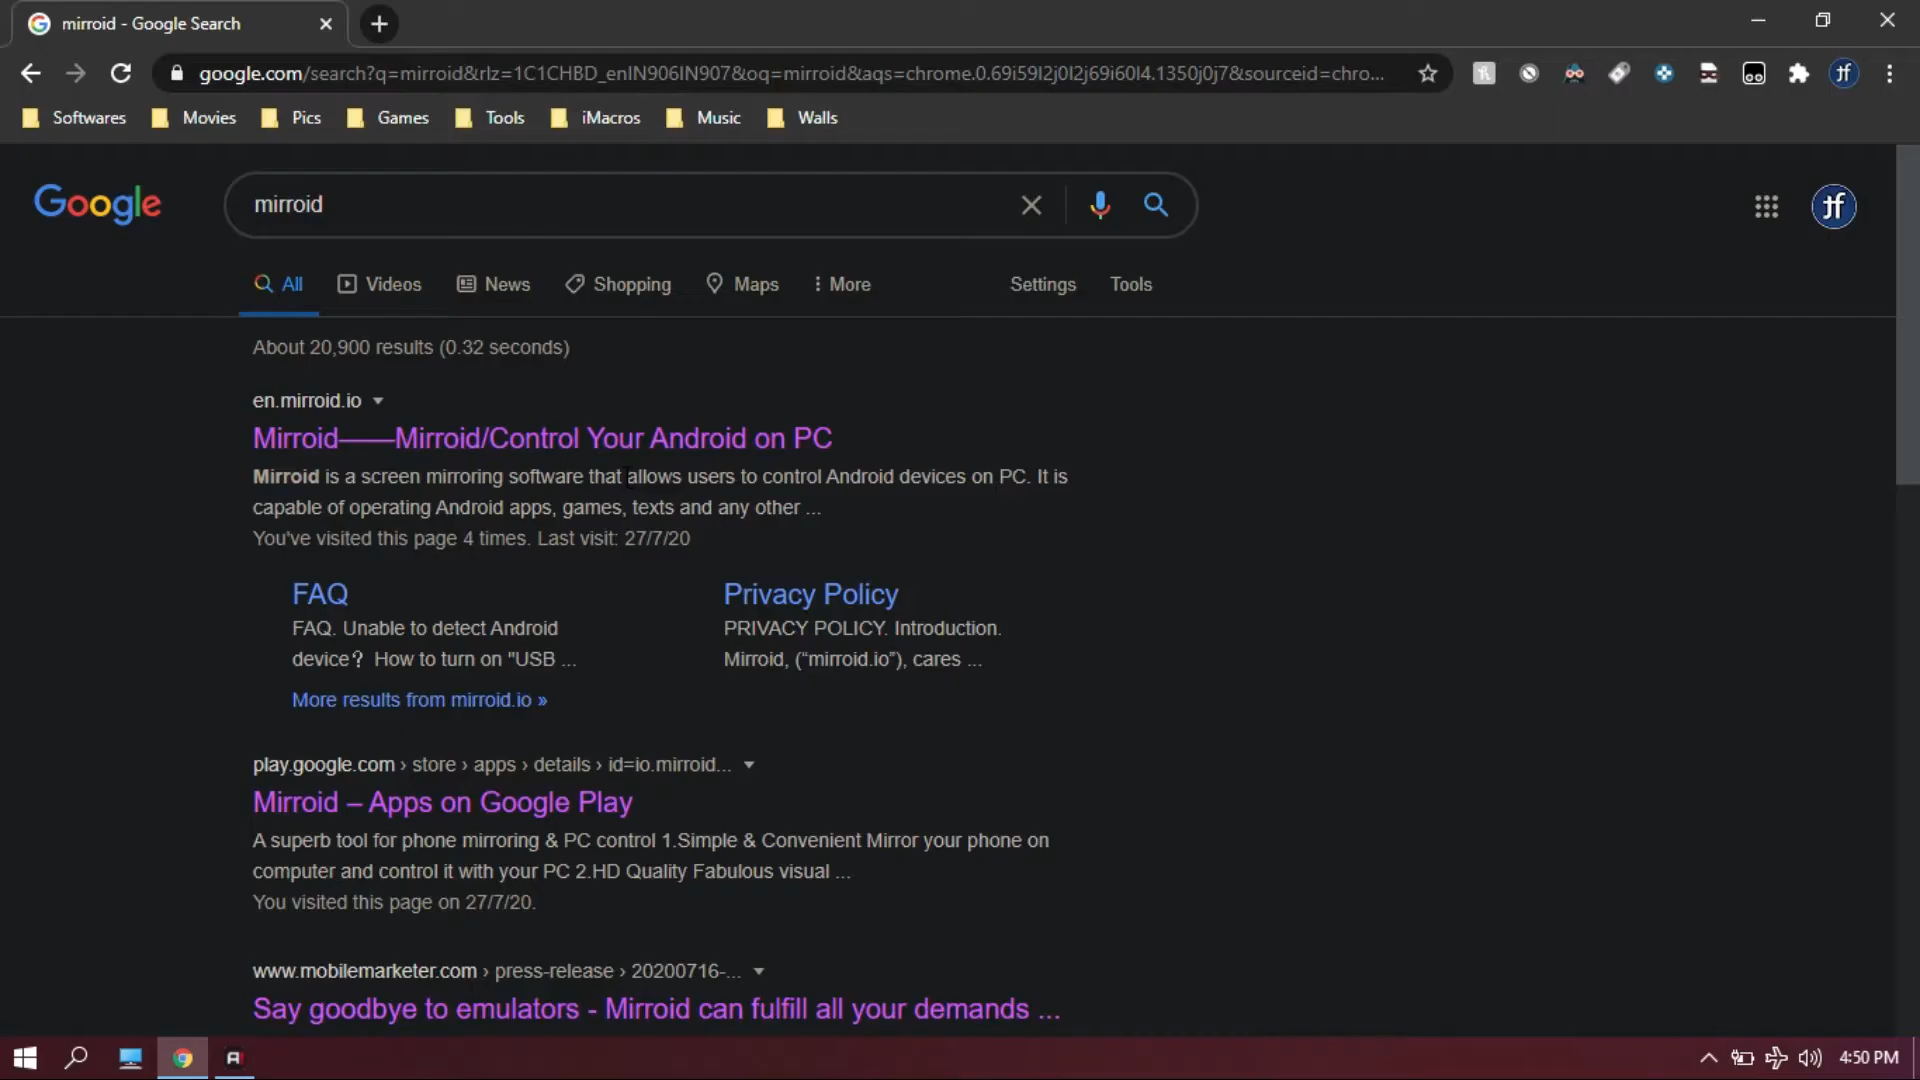 mirroid - Google Search
google.com/search?q=mirroid&rlz=1C1CHBD_enIN906IN907&oq=mirroid&aqs=chrome.0.69i59l2j0l2j69i60l4.1350j0j7&sourceid=chro...
Softwares Movies Pics Games Tools iMacros Music Walls
Google
mirroid
All Videos News Shopping Maps More Settings Tools
About 20,900 results (0.32 seconds)
en.mirroid.io
Mirroid——Mirroid/Control Your Android on PC
Mirroid is a screen mirroring software that allows users to control Android devices on PC. It is
capable of operating Android apps, games, texts and any other ...
You've visited this page 4 times. Last visit: 27/7/20
FAQ Privacy Policy
FAQ. Unable to detect Android PRIVACY POLICY. Introduction.
device？ How to turn on "USB ... Mirroid, (“mirroid.io”), cares ...
More results from mirroid.io »
play.google.com › store › apps › details › id=io.mirroid...
Mirroid – Apps on Google Play
A superb tool for phone mirroring & PC control 1.Simple & Convenient Mirror your phone on
computer and control it with your PC 2.HD Quality Fabulous visual ...
You visited this page on 27/7/20.
www.mobilemarketer.com › press-release › 20200716-...
Say goodbye to emulators - Mirroid can fulfill all your demands ...
4:50 PM